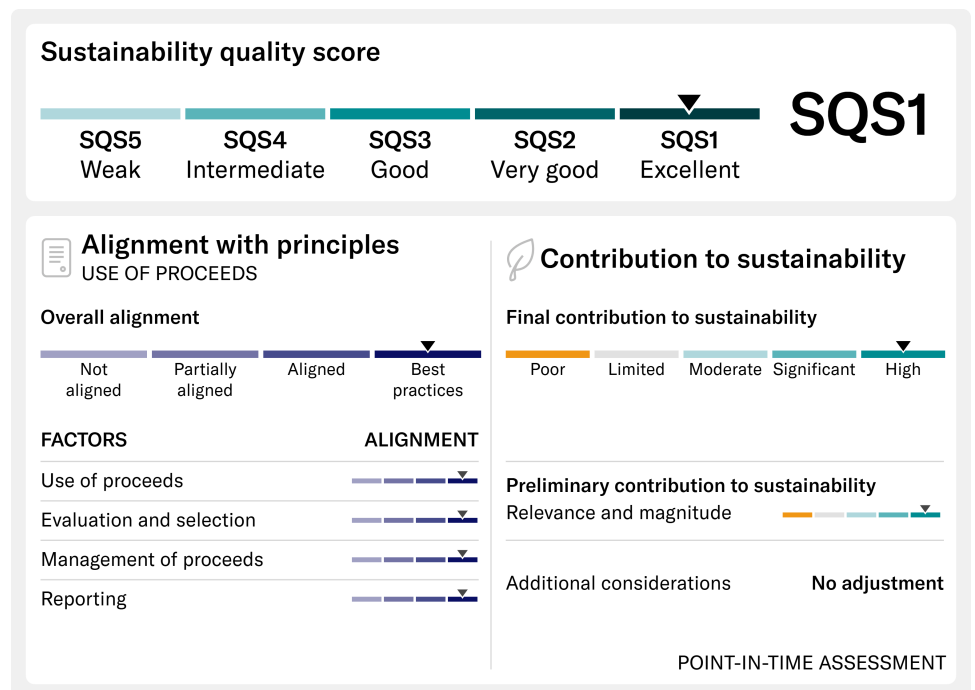 Sustainability quality score
SQS1
SQS5 SQS4 SQS3 SQS2 SQS1
Weak Intermediate Good Very good Excellent
Alignment with principles
USE OF PROCEEDS
Overall alignment
Not aligned
Partially aligned
Aligned
Best practices
FACTORS ALIGNMENT
Use of proceeds
Evaluation and selection
Management of proceeds
Reporting
Contribution to sustainability
Final contribution to sustainability
Poor Limited Moderate Significant High
Preliminary contribution to sustainability
Relevance and magnitude
Additional considerations No adjustment
POINT-IN-TIME ASSESSMENT